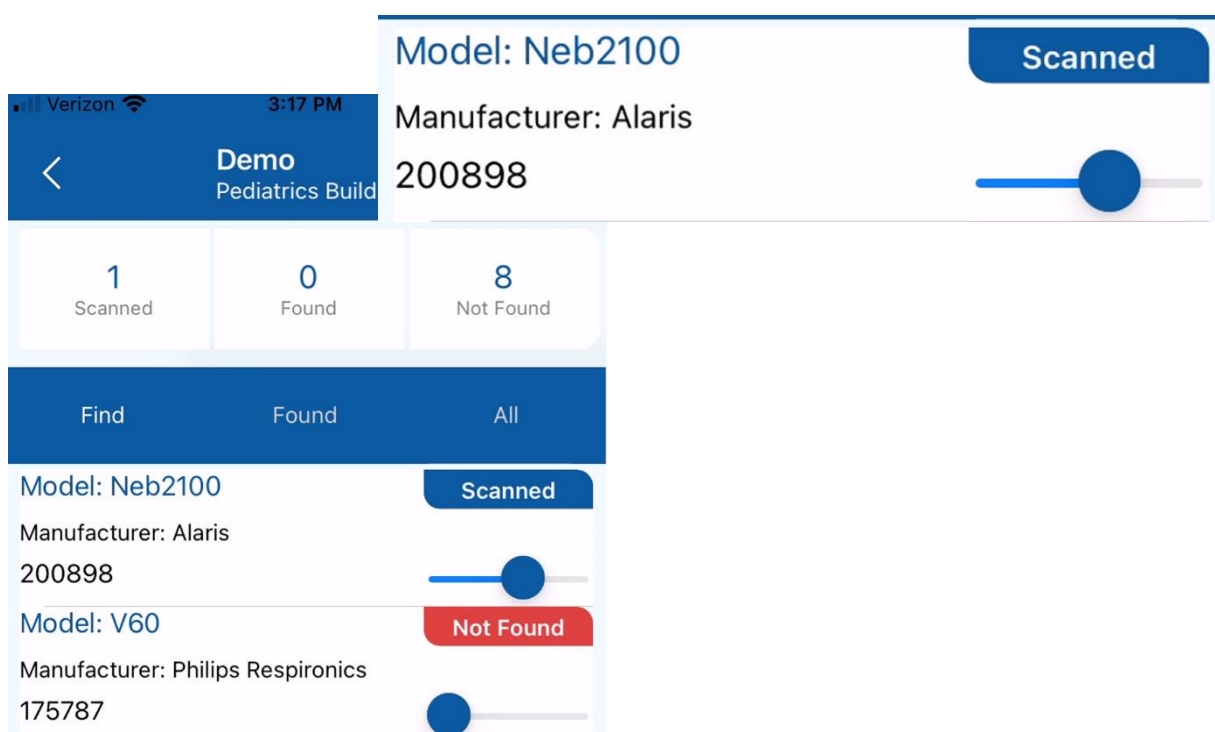 Model: Neb2100
Scanned
Manufacturer: Alaris
200898
Verizon 3:17 PM
Demo
Pediatrics Build
1 0 8
Scanned Found Not Found
Find Found All
Model: Neb2100 Scanned
Manufacturer: Alaris
200898
Model: V60 Not Found
Manufacturer: Philips Respironics
175787